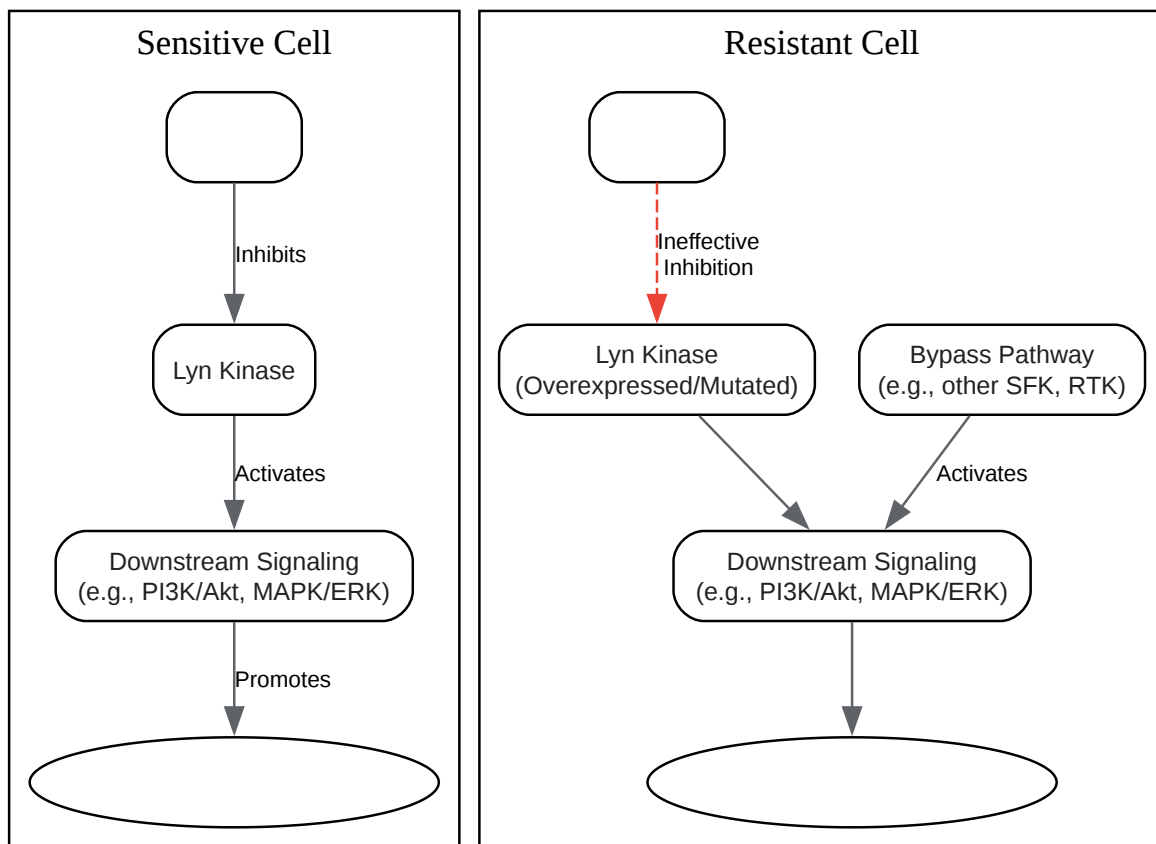 Sensitive Cell
Inhibits
Lyn Kinase
Activates
Downstream Signaling
(e.g., PI3K/Akt, MAPK/ERK)
Promotes
Resistant Cell
Ineffective
Inhibition
Lyn Kinase
(Overexpressed/Mutated)
Bypass Pathway
(e.g., other SFK, RTK)
Activates
Downstream Signaling
(e.g., PI3K/Akt, MAPK/ERK)